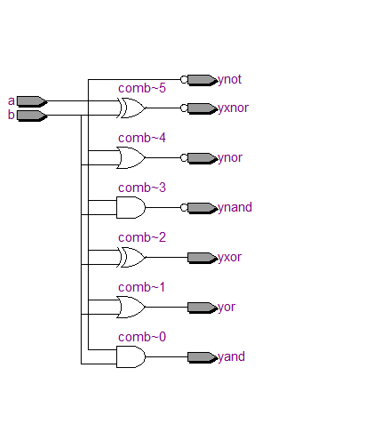 ynot
comb~5
a
yxnor
b
comb~4
ynor
comb~3
ynand
comb~2
yxor
comb~1
yor
comb~0
yand